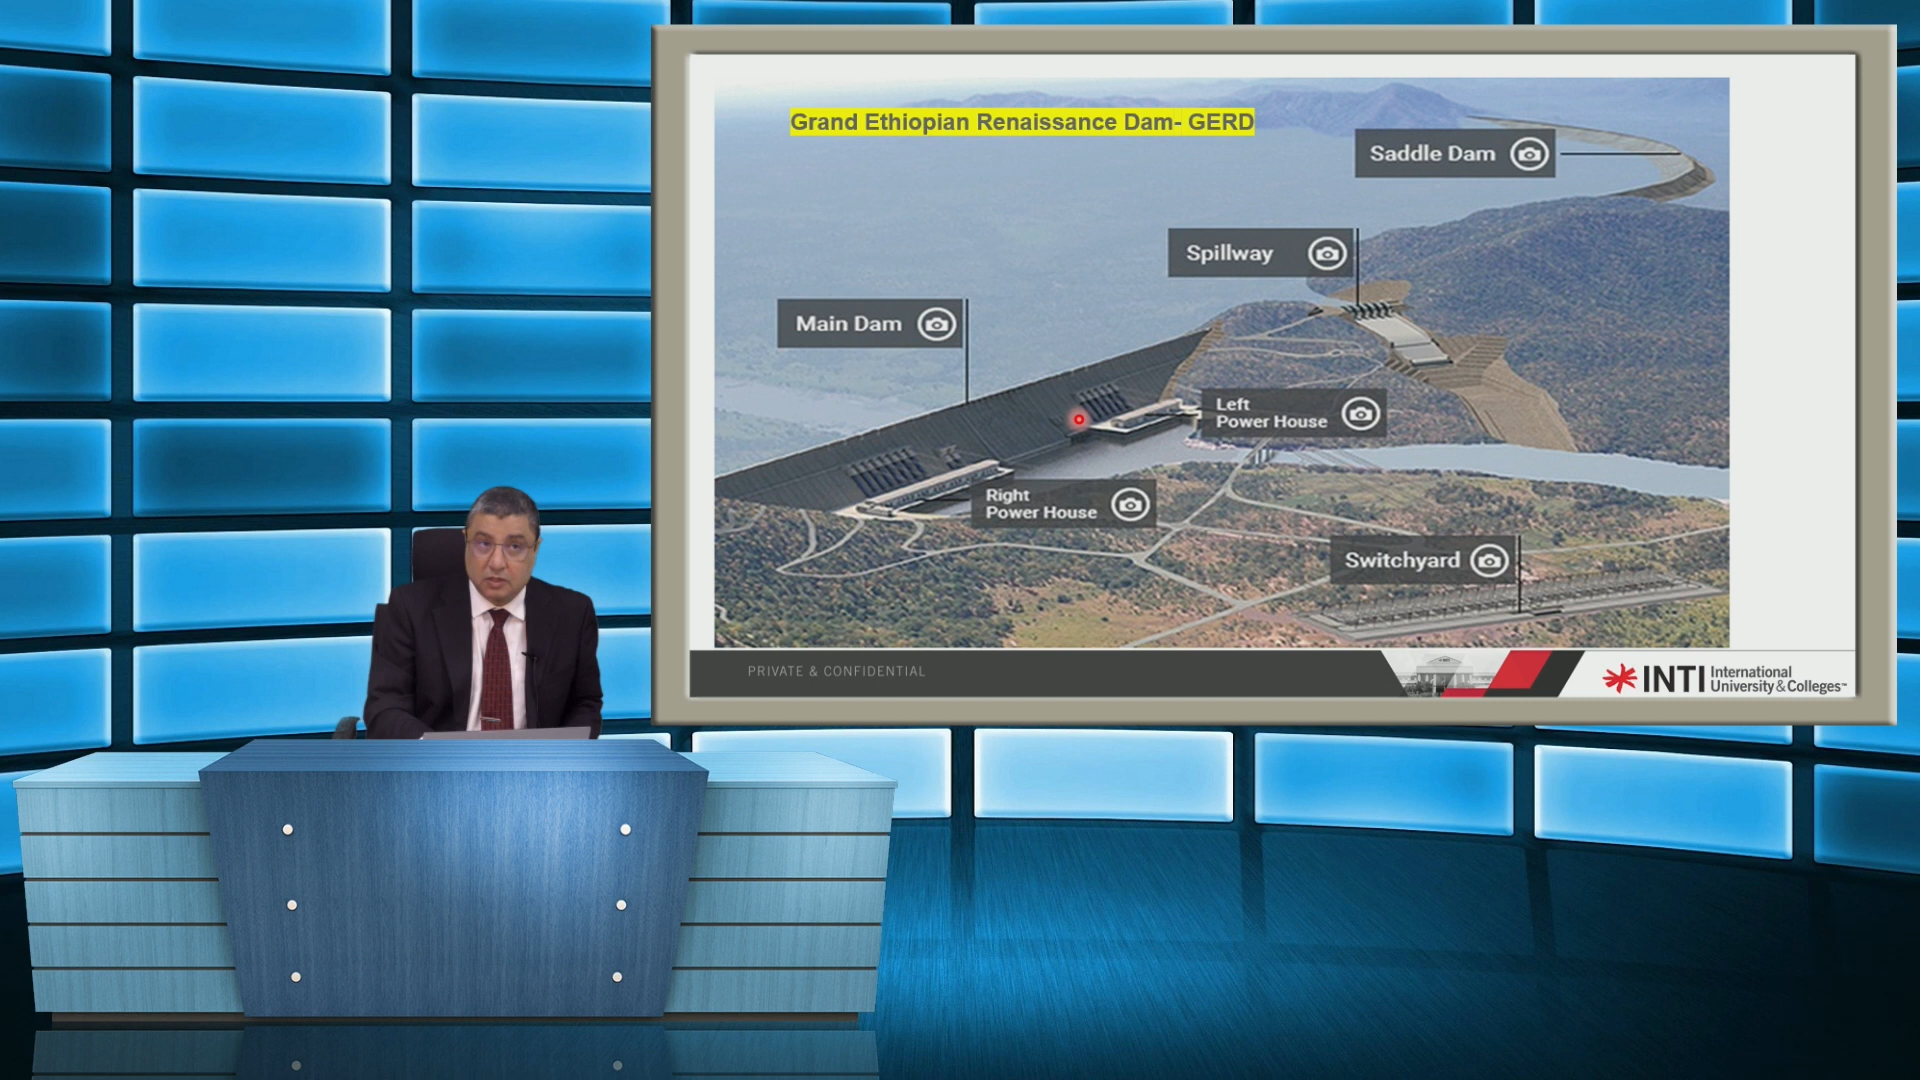 Grand Ethiopian Renaissance Dam- GERD
Saddle Dam
Spillway
Main Dam
Left
Power House
Right
Power House
Switchyard
PRIVATE & CONFIDENTIAL
INTI International
University & Colleges™